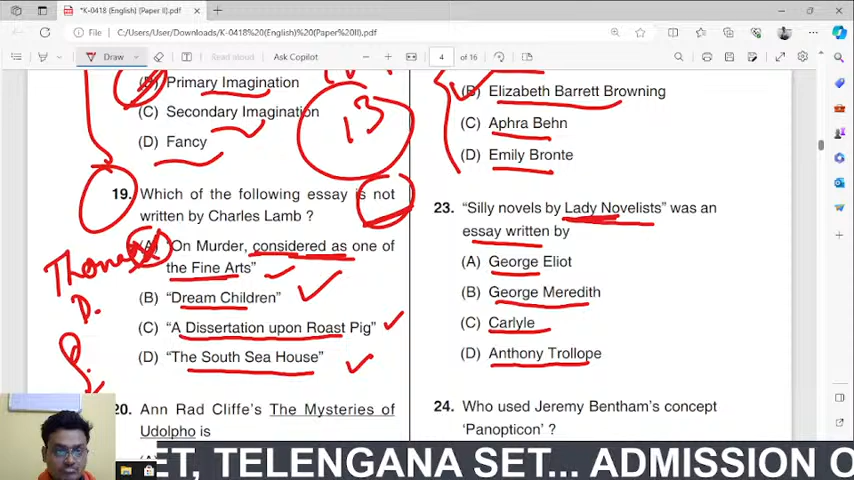 *K-0418 (English) (Paper II).pdf
File
C:/Users/User/Downloads/K-0418%20(English)%20(Paper%20II).pdf
Draw
Read aloud
Ask Copilot
4
of 16
(B) Primary Imagination
(C) Secondary Imagination
(D) Fancy
13
19. Which of the following essay is not
written by Charles Lamb ?
(A) "On Murder, considered as one of
the Fine Arts"
(B) "Dream Children"
(C) "A Dissertation upon Roast Pig"
(D) "The South Sea House"
Thomas
D.
Q.
20. Ann Rad Cliffe's The Mysteries of
Udolpho is
(B) Elizabeth Barrett Browning
(C) Aphra Behn
(D) Emily Bronte
23. "Silly novels by Lady Novelists" was an
essay written by
(A) George Eliot
(B) George Meredith
(C) Carlyle
(D) Anthony Trollope
24. Who used Jeremy Bentham's concept
'Panopticon' ?
ET, TELENGANA SET... ADMISSION O